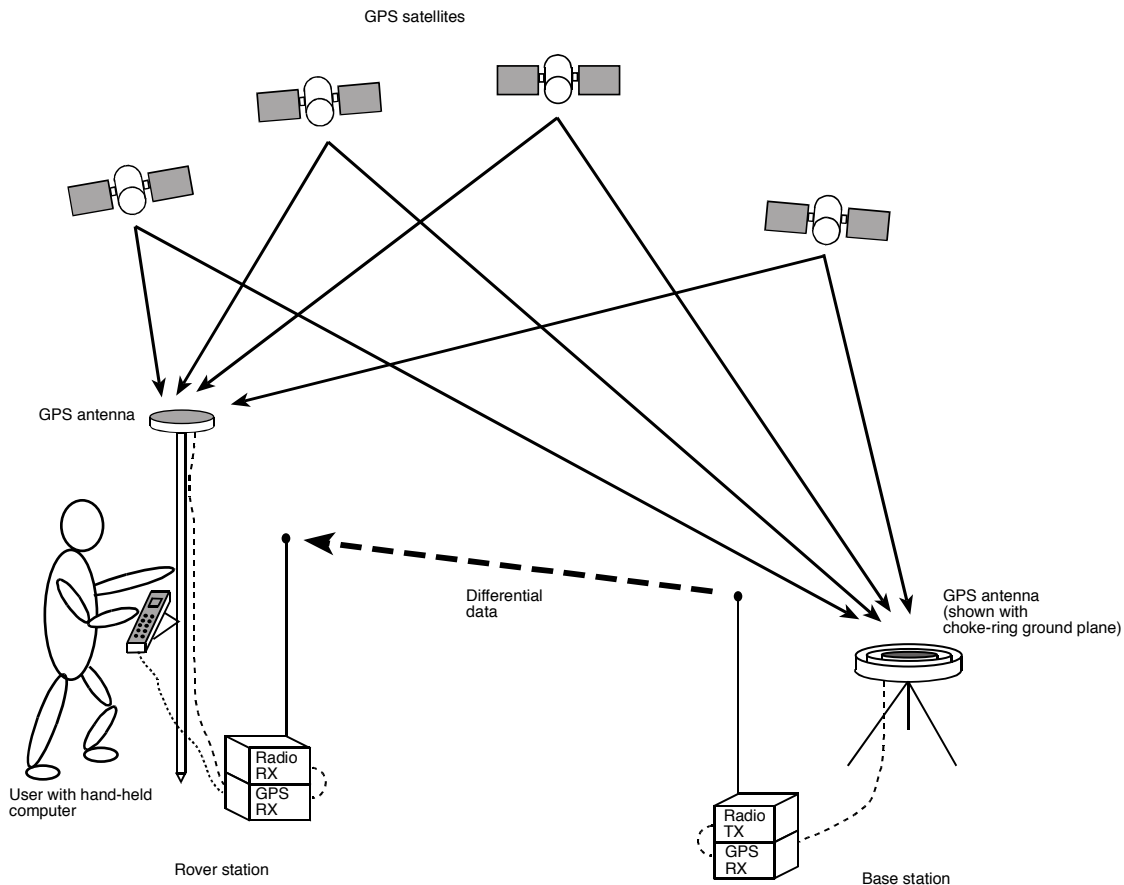 GPS satellites
GPS antenna
Differential
data
GPS antenna
(shown with
choke-ring ground plane)
Radio
RX
GPS
RX
User with hand-held
computer
Radio
TX
GPS
RX
Rover station
Base station